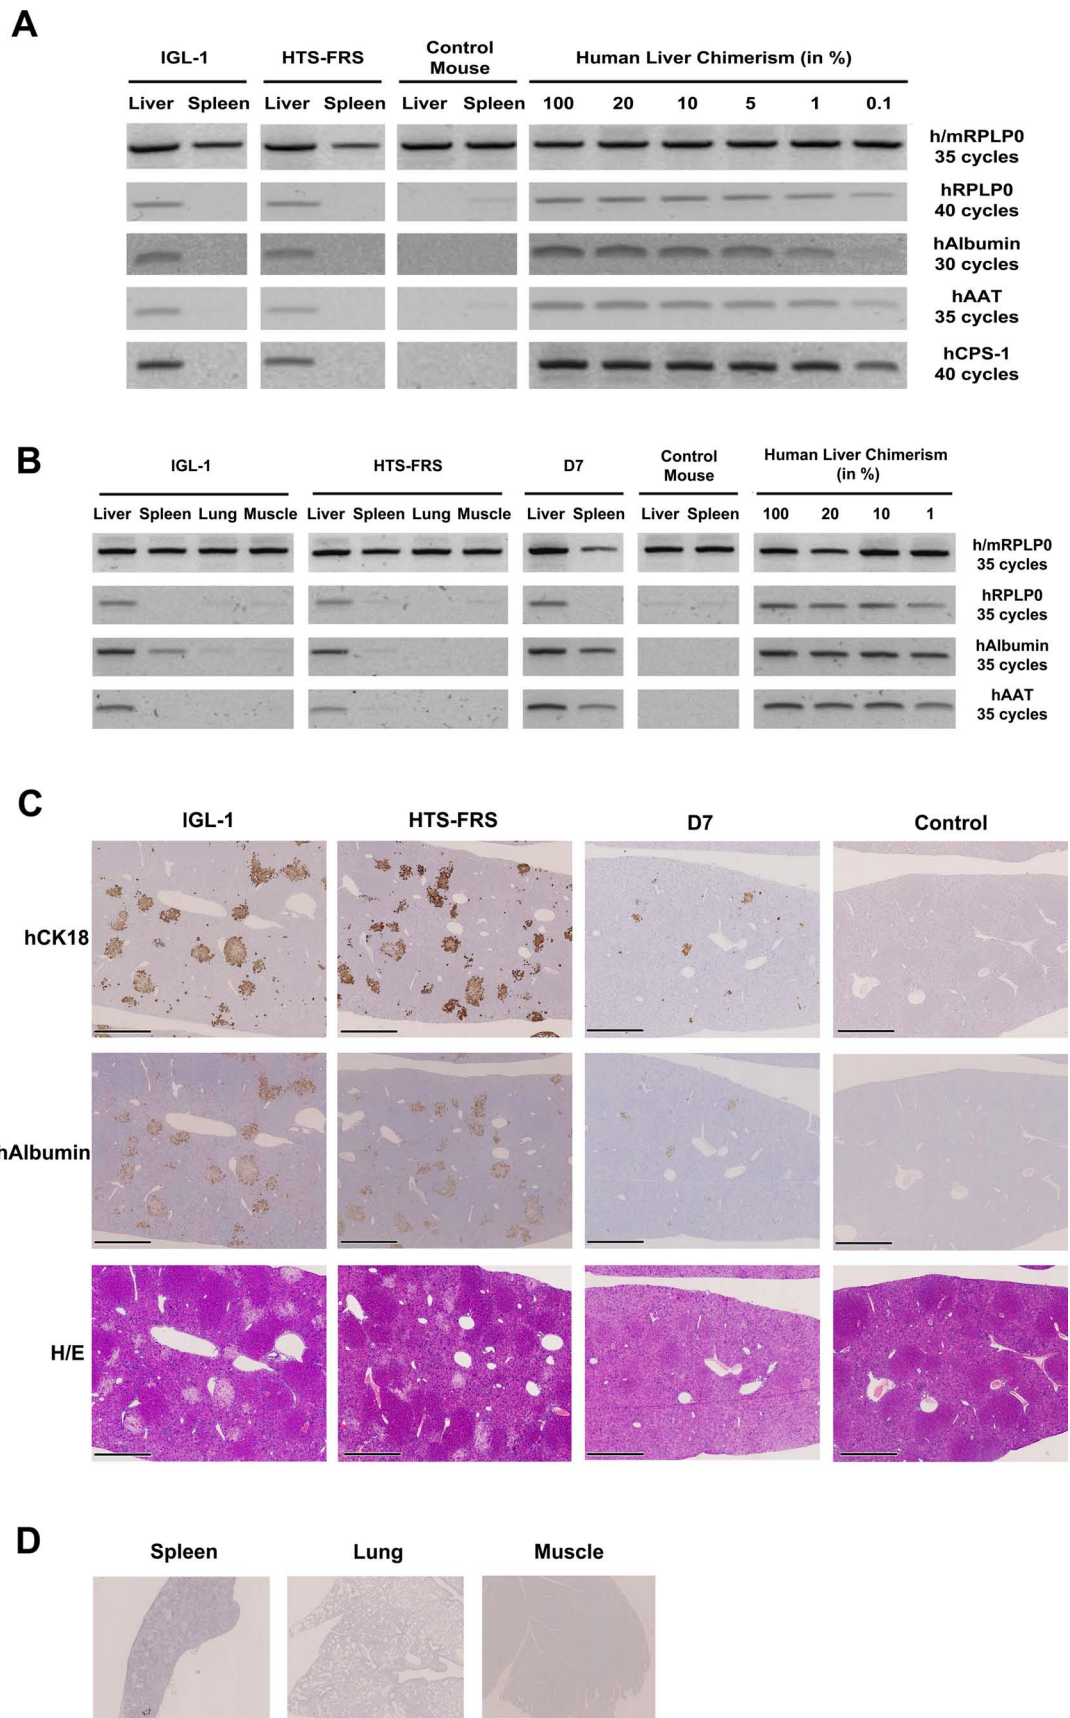 A
IGL-1 HTS-FRS Control Mouse Human Liver Chimerism (in %)
Liver Spleen Liver Spleen Liver Spleen 100 20 10 5 1 0.1
h/mRPLP0
35 cycles
hRPLP0
40 cycles
hAlbumin
30 cycles
hAAT
35 cycles
hCPS-1
40 cycles
B
IGL-1 HTS-FRS D7 Control Mouse Human Liver Chimerism (in %)
Liver Spleen Lung Muscle Liver Spleen Lung Muscle Liver Spleen Liver Spleen 100 20 10 1
h/mRPLP0
35 cycles
hRPLP0
35 cycles
hAlbumin
35 cycles
hAAT
35 cycles
C
IGL-1 HTS-FRS D7 Control
hCK18
hAlbumin
H/E
D
Spleen Lung Muscle